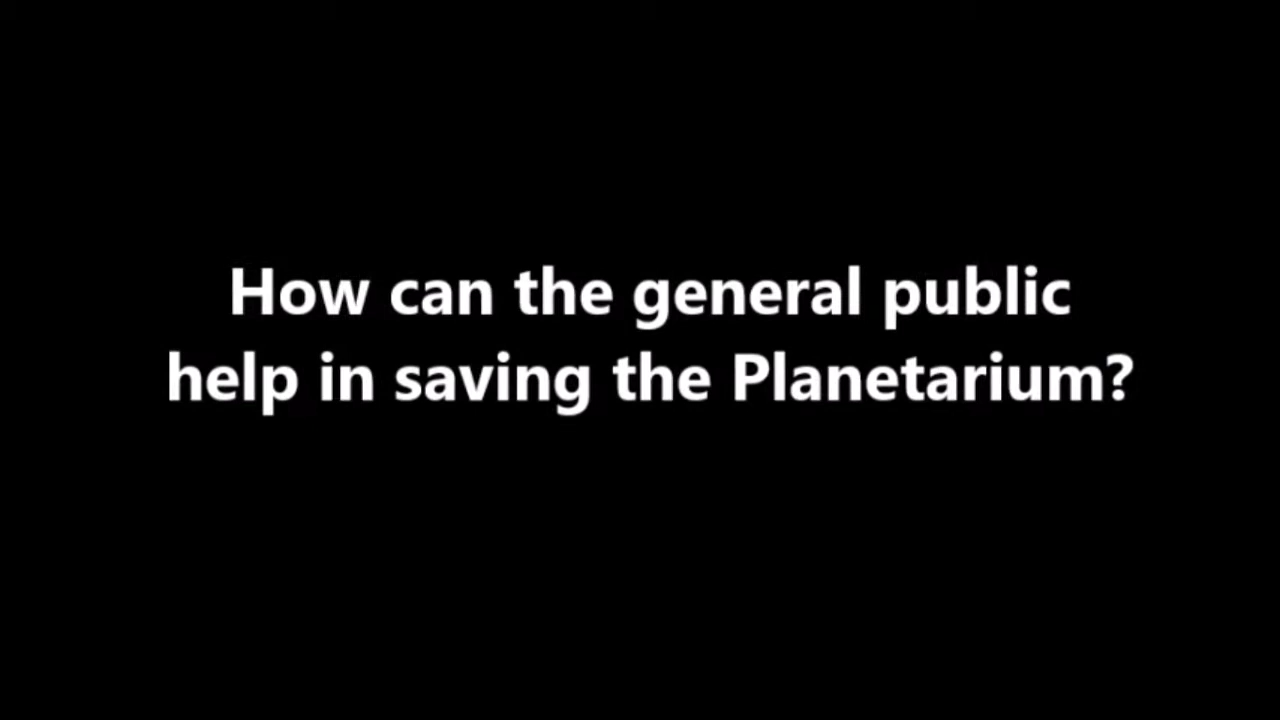 How can the general public
help in saving the Planetarium?